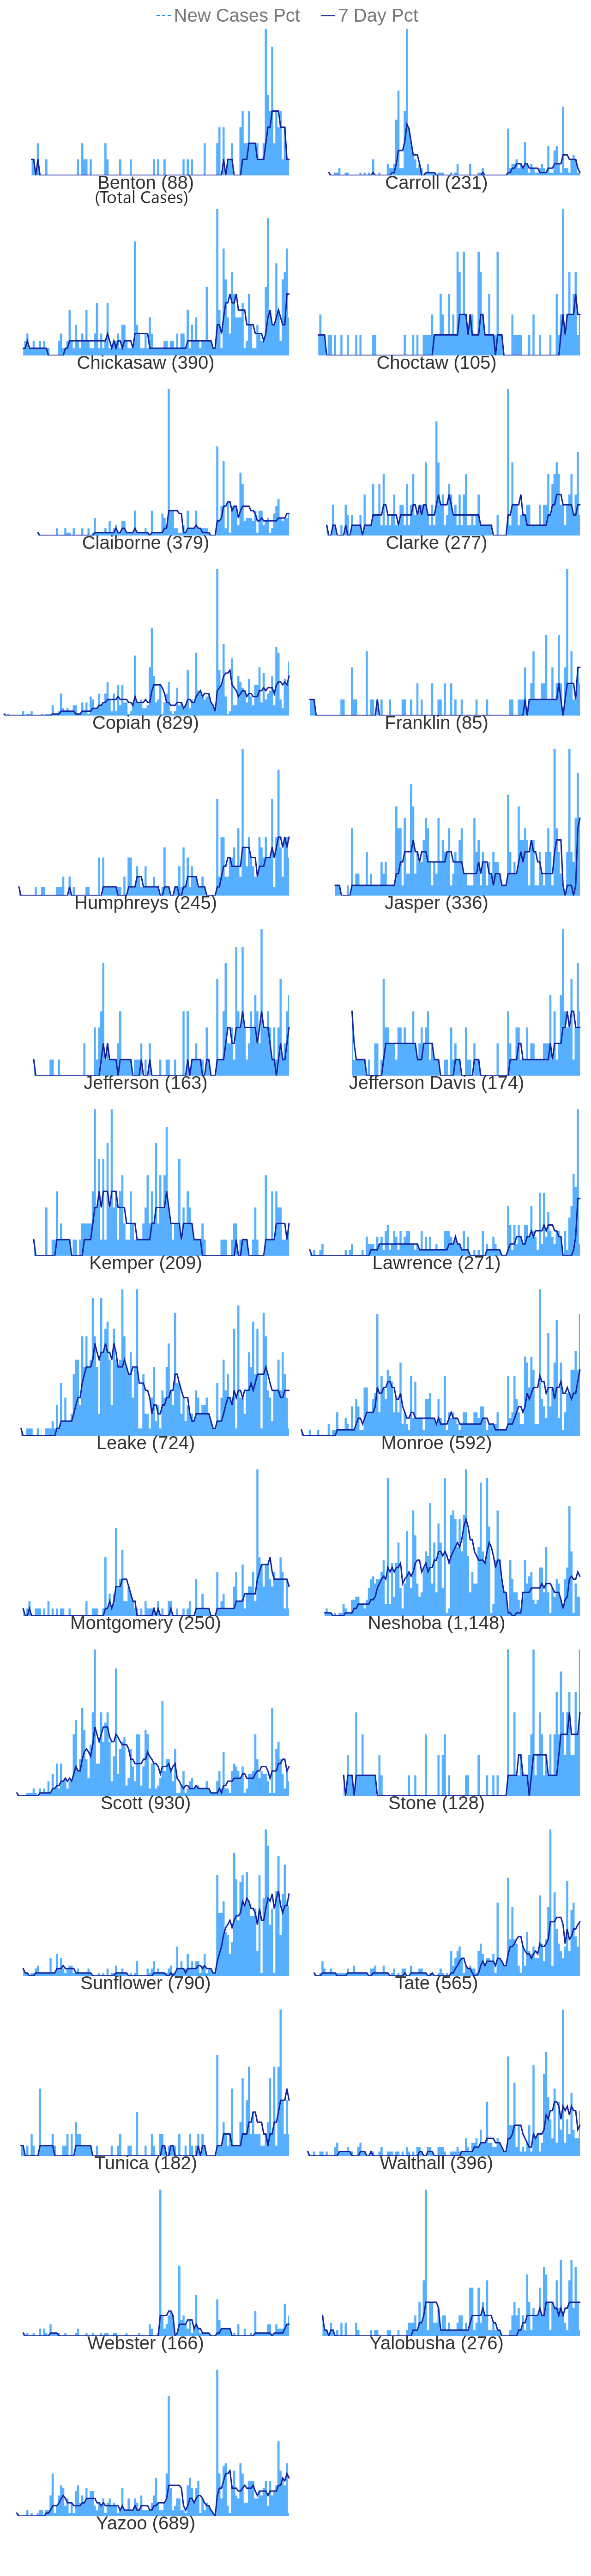 New Cases Pct 7 Day Pct
Benton (88) Carroll (231)
(Total Cases)
Chickasaw (390) Choctaw (105)
Claiborne (379) Clarke (277)
Copiah (829) Franklin (85)
Humphreys (245) Jasper (336)
Jefferson (163) Jefferson Davis (174)
Kemper (209) Lawrence (271)
Leake (724) Monroe (592)
Montgomery (250) Neshoba (1,148)
Scott (930) Stone (128)
Sunflower (790) Tate (565)
Tunica (182) Walthall (396)
Webster (166) Yalobusha (276)
Yazoo (689)